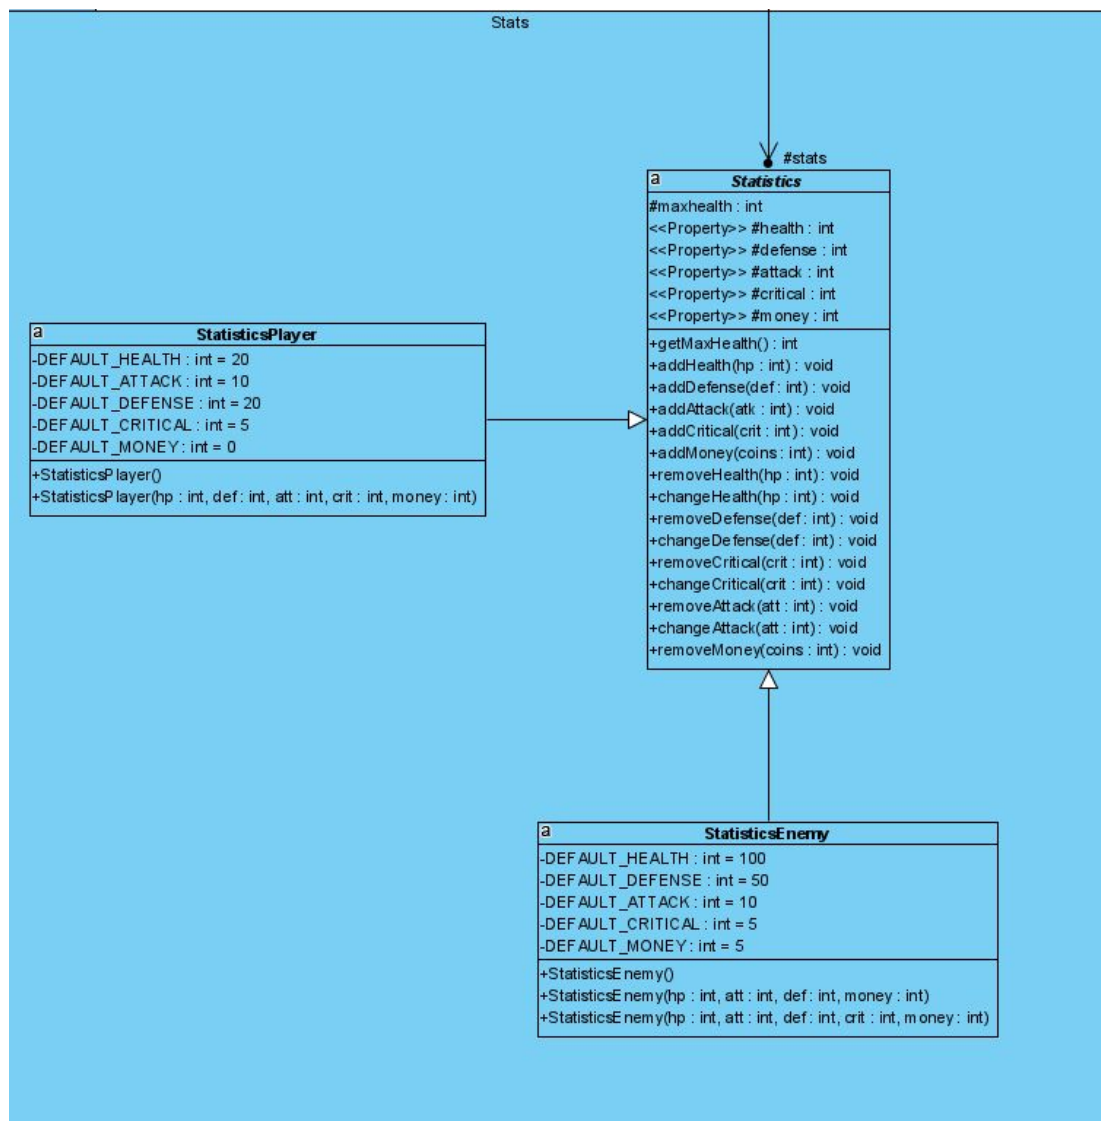 Stats
#stats
a
Statistics
#maxhealth : int
<<Property>> #health : int
<<Property>> #defense : int
<<Property>> #attack : int
<<Property>> #critical : int
<<Property>> #money : int
+getMaxHealth() : int
+addHealth(hp : int) : void
+addDefense(def : int) : void
+addAttack(atk : int) : void
+addCritical(crit : int) : void
+addMoney(coins : int) : void
+removeHealth(hp : int) : void
+changeHealth(hp : int) : void
+removeDefense(def : int) : void
+changeDefense(def : int) : void
+removeCritical(crit : int) : void
+changeCritical(crit : int) : void
+removeAttack(att : int) : void
+changeAttack(att : int) : void
+removeMoney(coins : int) : void
a
StatisticsPlayer
-DEFAULT_HEALTH : int = 20
-DEFAULT_ATTACK : int = 10
-DEFAULT_DEFENSE : int = 20
-DEFAULT_CRITICAL : int = 5
-DEFAULT_MONEY : int = 0
+StatisticsPlayer()
+StatisticsPlayer(hp : int, def : int, att : int, crit : int, money : int)
a
StatisticsEnemy
-DEFAULT_HEALTH : int = 100
-DEFAULT_DEFENSE : int = 50
-DEFAULT_ATTACK : int = 10
-DEFAULT_CRITICAL : int = 5
-DEFAULT_MONEY : int = 5
+StatisticsEnemy()
+StatisticsEnemy(hp : int, att : int, def : int, money : int)
+StatisticsEnemy(hp : int, att : int, def : int, crit : int, money : int)